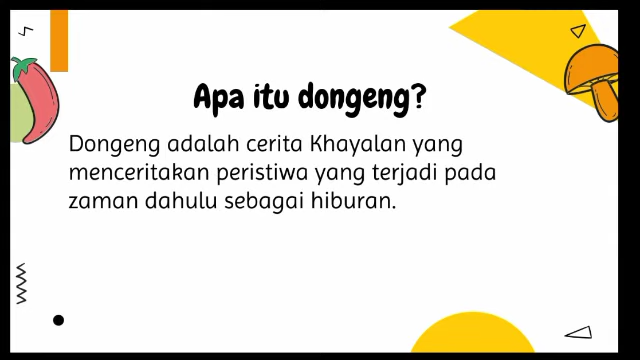 Apa itu dongeng?
Dongeng adalah cerita Khayalan yang
menceritakan peristiwa yang terjadi pada
zaman dahulu sebagai hiburan.